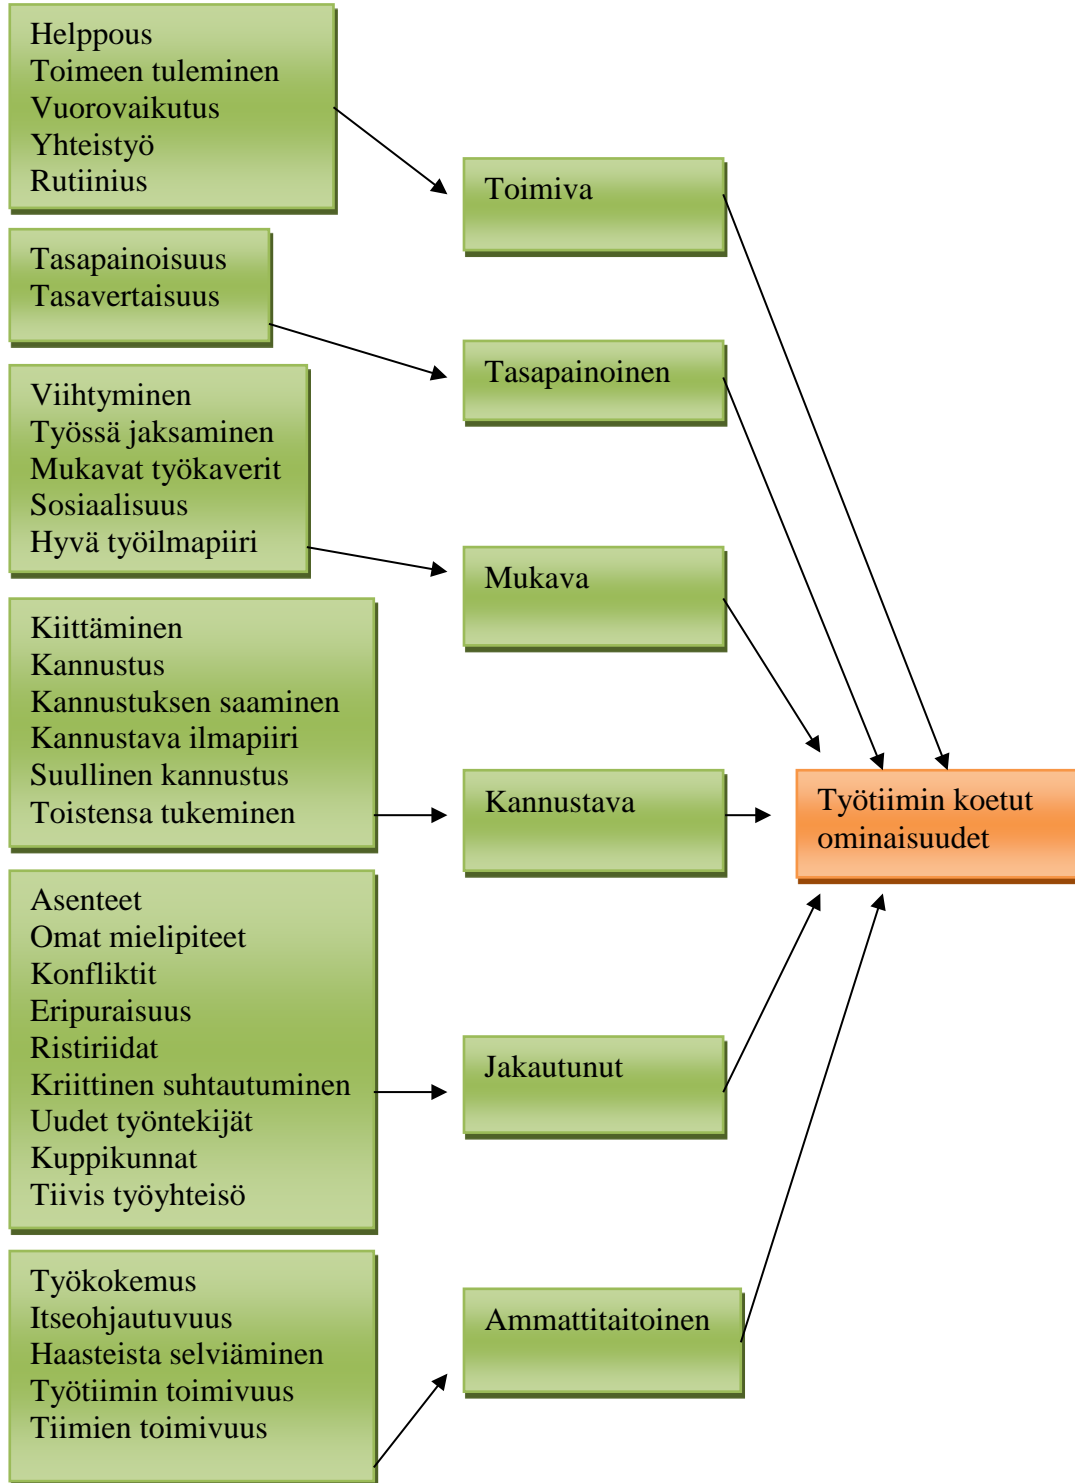 Helppous
Toimeen tuleminen
Vuorovaikutus
Yhteistyö
Rutiinius
Toimiva
Tasapainoisuus
Tasavertaisuus
Tasapainoinen
Viihtyminen
Työssä jaksaminen
Mukavat työkaverit
Sosiaalisuus
Hyvä työilmapiiri
Mukava
Kiittäminen
Kannustus
Kannustuksen saaminen
Kannustava ilmapiiri
Suullinen kannustus
Toistensa tukeminen
Kannustava
Työtiimin koetut
ominaisuudet
Asenteet
Omat mielipiteet
Konfliktit
Eripuraisuus
Ristiriidat
Kriittinen suhtautuminen
Uudet työntekijät
Kuppikunnat
Tiivis työyhteisö
Jakautunut
Työkokemus
Itseohjautuvuus
Haasteista selviäminen
Työtiimin toimivuus
Tiimien toimivuus
Ammattitaitoinen